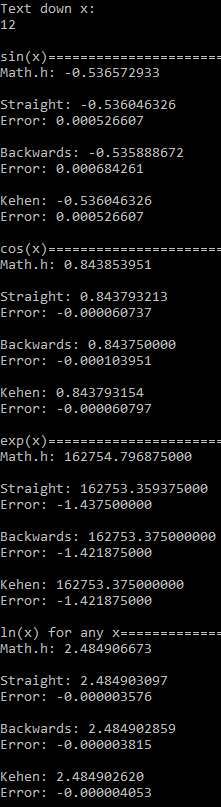 Text down x:
12
sin(x)========================
Math.h: -0.536572933
Straight: -0.536046326
Error: 0.000526607
Backwards: -0.535888672
Error: 0.000684261
Kehen: -0.536046326
Error: 0.000526607
cos(x)========================
Math.h: 0.843853951
Straight: 0.843793213
Error: -0.000060737
Backwards: 0.843750000
Error: -0.000103951
Kehen: 0.843793154
Error: -0.000060797
exp(x)========================
Math.h: 162754.796875000
Straight: 162753.359375000
Error: -1.437500000
Backwards: 162753.375000000
Error: -1.421875000
Kehen: 162753.375000000
Error: -1.421875000
ln(x) for any x==============
Math.h: 2.484906673
Straight: 2.484903097
Error: -0.000003576
Backwards: 2.484902859
Error: -0.000003815
Kehen: 2.484902620
Error: -0.000004053